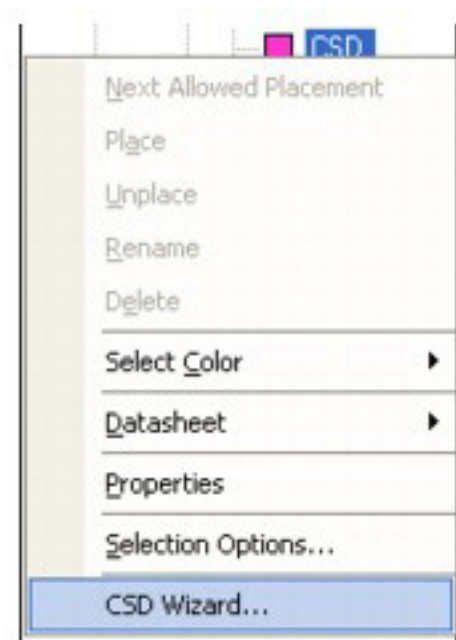 CSD
Next Allowed Placement
Place
Unplace
Rename
Delete
Select Color
Datasheet
Properties
Selection Options...
CSD Wizard...